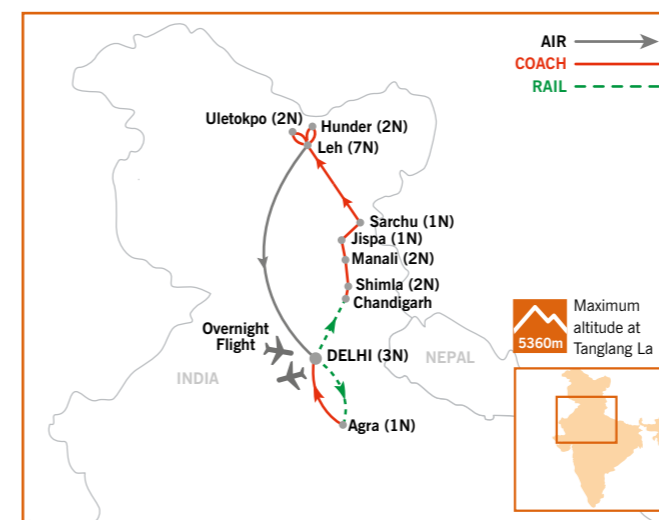 AIR
COACH
RAIL
Uletokpo (2N)
Hunder (2N)
Leh (7N)
Sarchu (1N)
Jispa (1N)
Manali (2N)
Shimla (2N)
Chandigarh
Overnight
Flight
DELHI (3N)
NEPAL
INDIA
Agra (1N)
5360m
Maximum
altitude at
Tanglang La